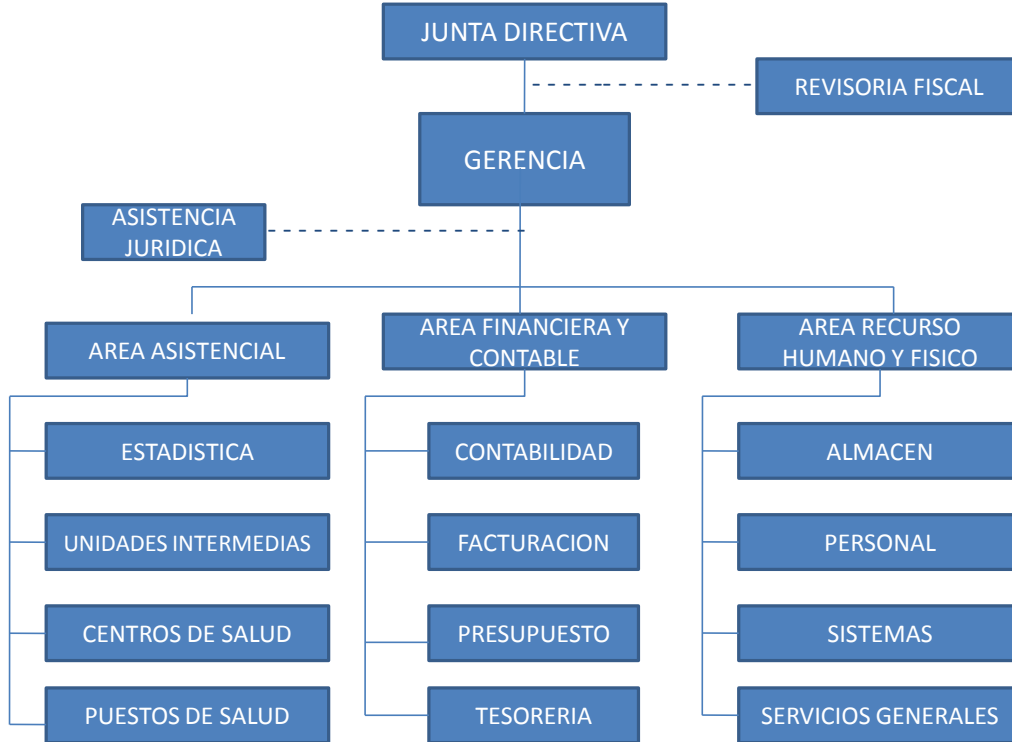 JUNTA DIRECTIVA
REVISORIA FISCAL
GERENCIA
ASISTENCIA
JURIDICA
AREA ASISTENCIAL
AREA FINANCIERA Y
CONTABLE
AREA RECURSO
HUMANO Y FISICO
ESTADISTICA
CONTABILIDAD
ALMACEN
UNIDADES INTERMEDIAS
FACTURACION
PERSONAL
CENTROS DE SALUD
PRESUPUESTO
SISTEMAS
PUESTOS DE SALUD
TESORERIA
SERVICIOS GENERALES